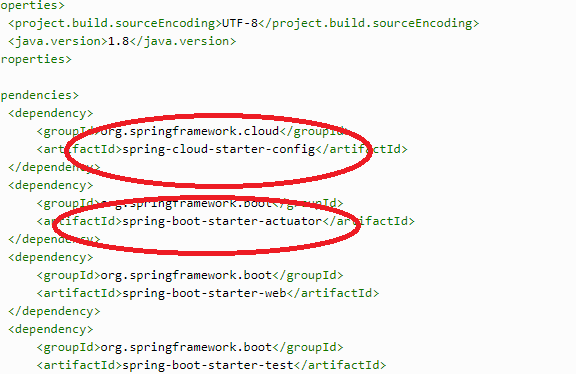 operties>
<project.build.sourceEncoding>UTF-8</project.build.sourceEncoding>
<java.version>1.8</java.version>
roperties>
pendencies>
<dependency>
<groupId>org.springframework.cloud</groupId>
<artifactId>spring-cloud-starter-config</artifactId>
</dependency>
<dependency>
<groupId>org.springframework.boot</groupId>
<artifactId>spring-boot-starter-actuator</artifactId>
</dependency>
<dependency>
<groupId>org.springframework.boot</groupId>
<artifactId>spring-boot-starter-web</artifactId>
</dependency>
<dependency>
<groupId>org.springframework.boot</groupId>
<artifactId>spring-boot-starter-test</artifactId>